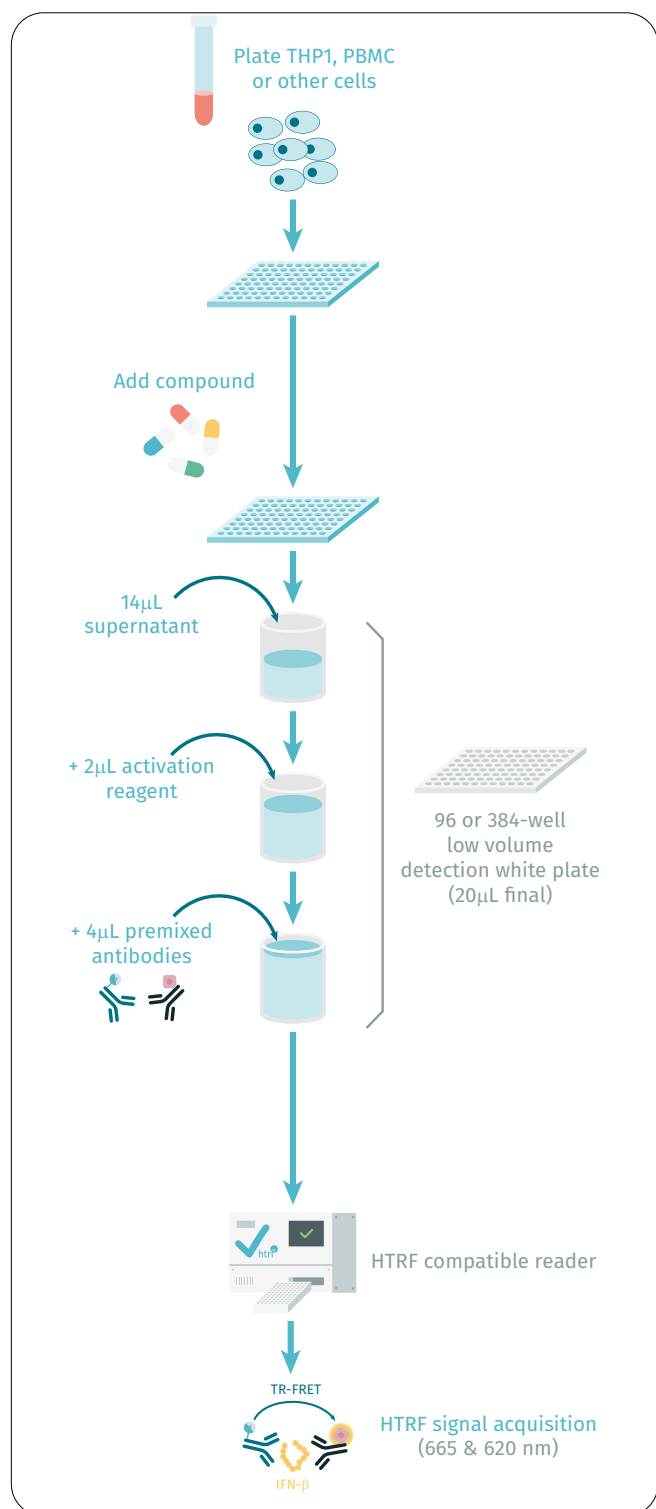 Plate THP1, PBMC
or other cells
Add compound
14µL
supernatant
+ 2µL activation
reagent
96 or 384-well
low volume
detection white plate
(20µL final)
+ 4µL premixed
antibodies
htrf
HTRF compatible reader
TR-FRET
HTRF signal acquisition
(665 & 620 nm)
IFN-β